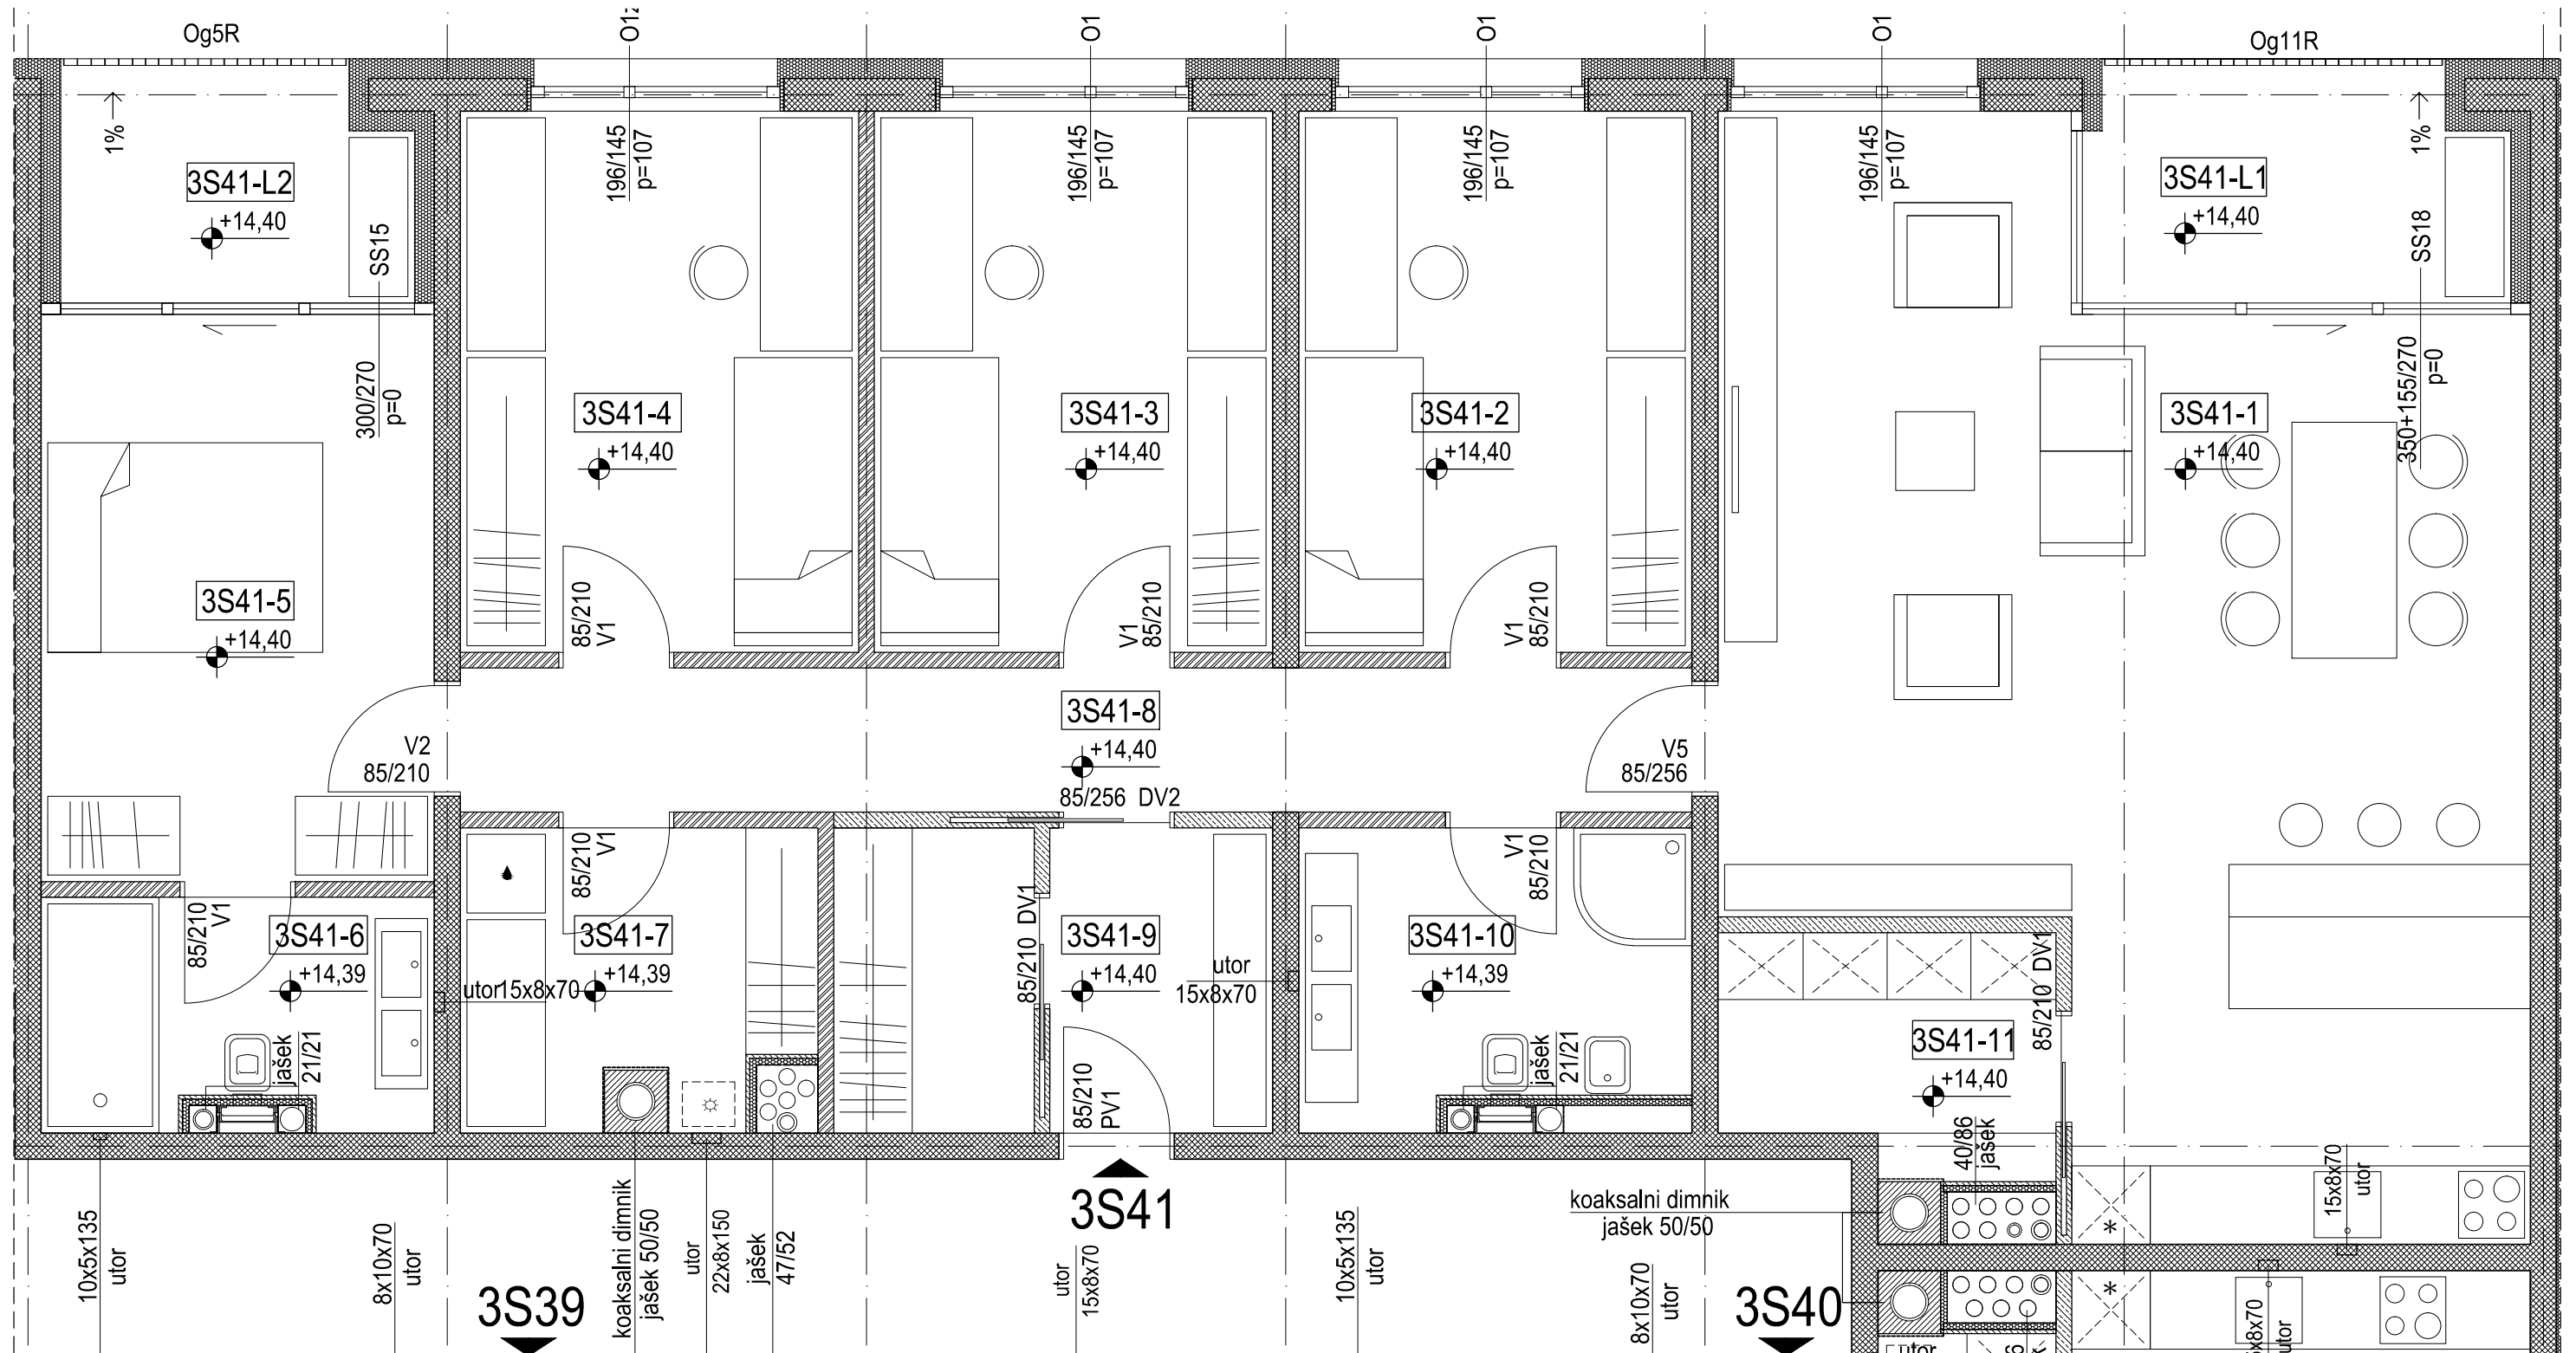 Og5R
O12
O1
O1
O1
Og11R
1%
196/145
p=107
196/145
p=107
196/145
p=107
196/145
p=107
1%
3S41-L2
+14,40
3S41-L1
+14,40
SS15
300/270
p=0
SS18
350+155/270
p=0
3S41-4
+14,40
3S41-3
+14,40
3S41-2
+14,40
3S41-1
+14,40
3S41-5
+14,40
85/210
V1
V1
85/210
V1
85/210
3S41-8
+14,40
V2
85/210
V5
85/256
85/256 DV2
85/210
V1
V1
85/210
85/210
V1
85/210 DV1
85/210 DV1
3S41-6
+14,39
3S41-7
+14,39
3S41-9
+14,40
3S41-10
+14,39
utor15x8x70
utor
15x8x70
3S41-11
+14,40
jašek
21/21
jašek
21/21
85/210
PV1
40/86
jašek
3S41
10x5x135
utor
8x10x70
utor
koaksalni dimnik
jašek 50/50
utor
22x8x150
jašek
47/52
utor
15x8x70
10x5x135
utor
koaksalni dimnik
jašek 50/50
8x10x70
utor
15x8x70
utor
*
*
3S39
3S40
utor
x8x70
utor